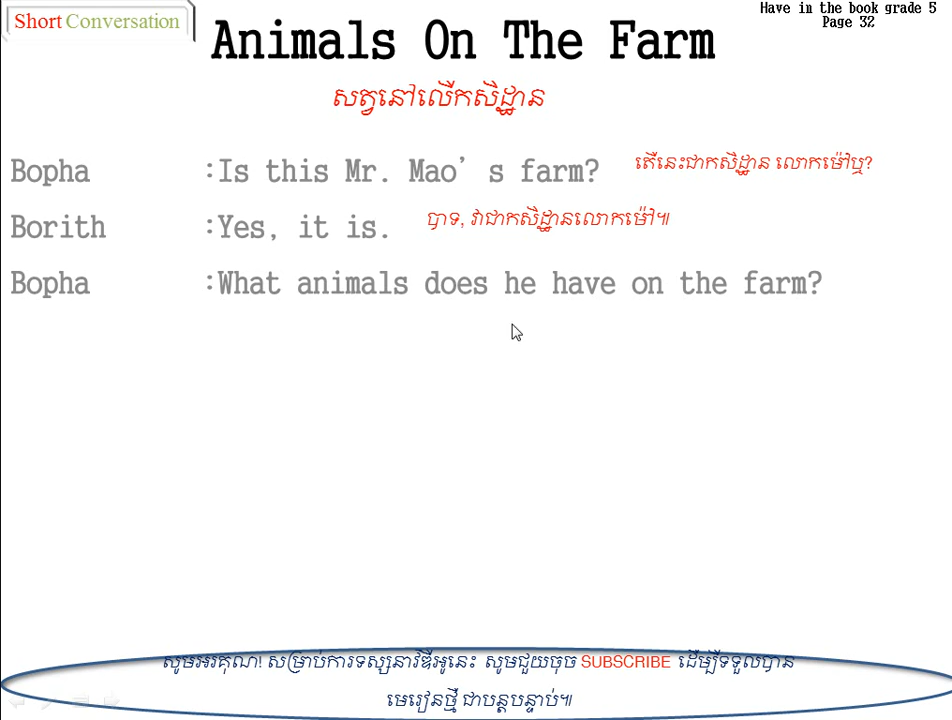 Short Conversation
Have in the book grade 5
Page 32
Animals On The Farm
សត្វនៅលើកសិដ្ឋាន
Bopha :Is this Mr. Mao’s farm? តើនេះជាកសិដ្ឋាន លោកម៉ៅឬ?
Borith :Yes, it is. បាទ, វាជាកសិដ្ឋានលោកម៉ៅ។
Bopha :What animals does he have on the farm?
សូមអរគុណ! សម្រាប់ការទស្សនាវីឌីអូនេះ សូមជួយចុច SUBSCRIBE ដើម្បីទទួលបាន
មេរៀនថ្មី ជាបន្តបន្ទាប់។